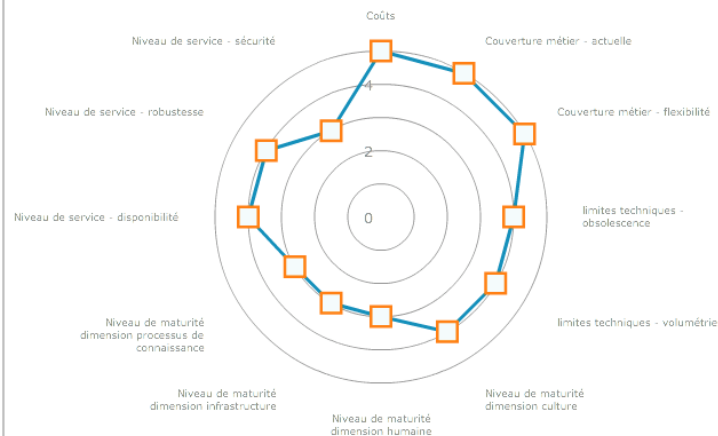 Coûts
Niveau de service - sécurité
Couverture métier - actuelle
4
Niveau de service - robustesse
Couverture métier - flexibilité
2
Niveau de service - disponibilité
0
limites techniques -
obsolescence
Niveau de maturité
dimension processus de
connaissance
limites techniques - volumétrie
Niveau de maturité
dimension infrastructure
Niveau de maturité
dimension culture
Niveau de maturité
dimension humaine